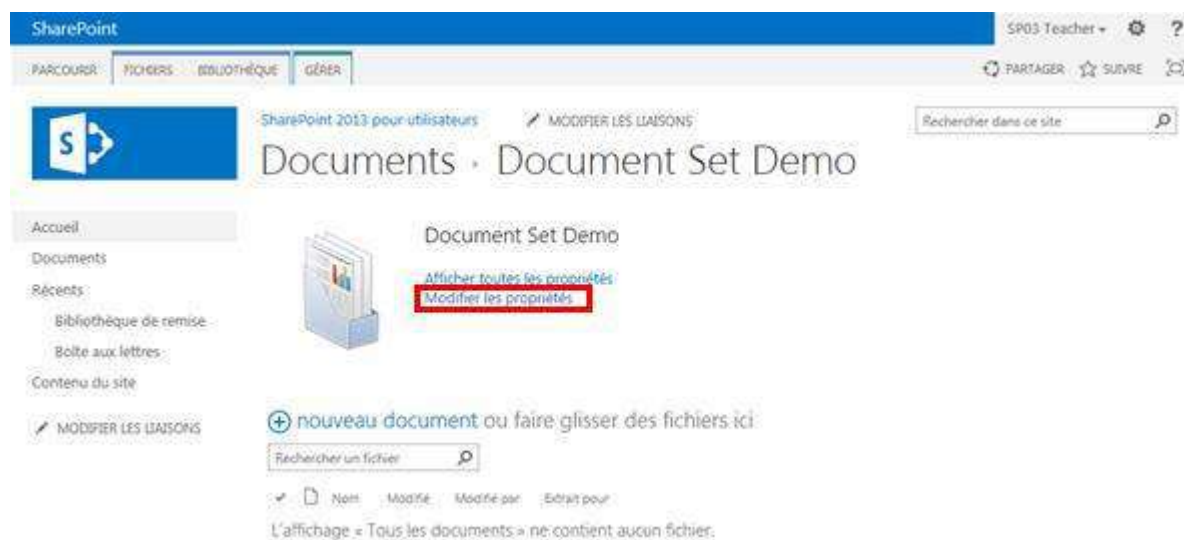 SharePoint
SP03 Teacher
?
PARCOURIR FICHIERS BIBLIOTHÈQUE GÉRER
PARTAGER SUIVRE
S
SharePoint 2013 pour utilisateurs MODIFIER LES LIAISONS
Rechercher dans ce site
Documents · Document Set Demo
Accueil
Documents
Récents
Bibliothèque de remise
Boîte aux lettres
Contenu du site
MODIFIER LES LIAISONS
Document Set Demo
Afficher toutes les propriétés
Modifier les propriétés
nouveau document ou faire glisser des fichiers ici
Rechercher un fichier
Nom Modifié Modifié par Extrait pour
L'affichage « Tous les documents » ne contient aucun fichier.